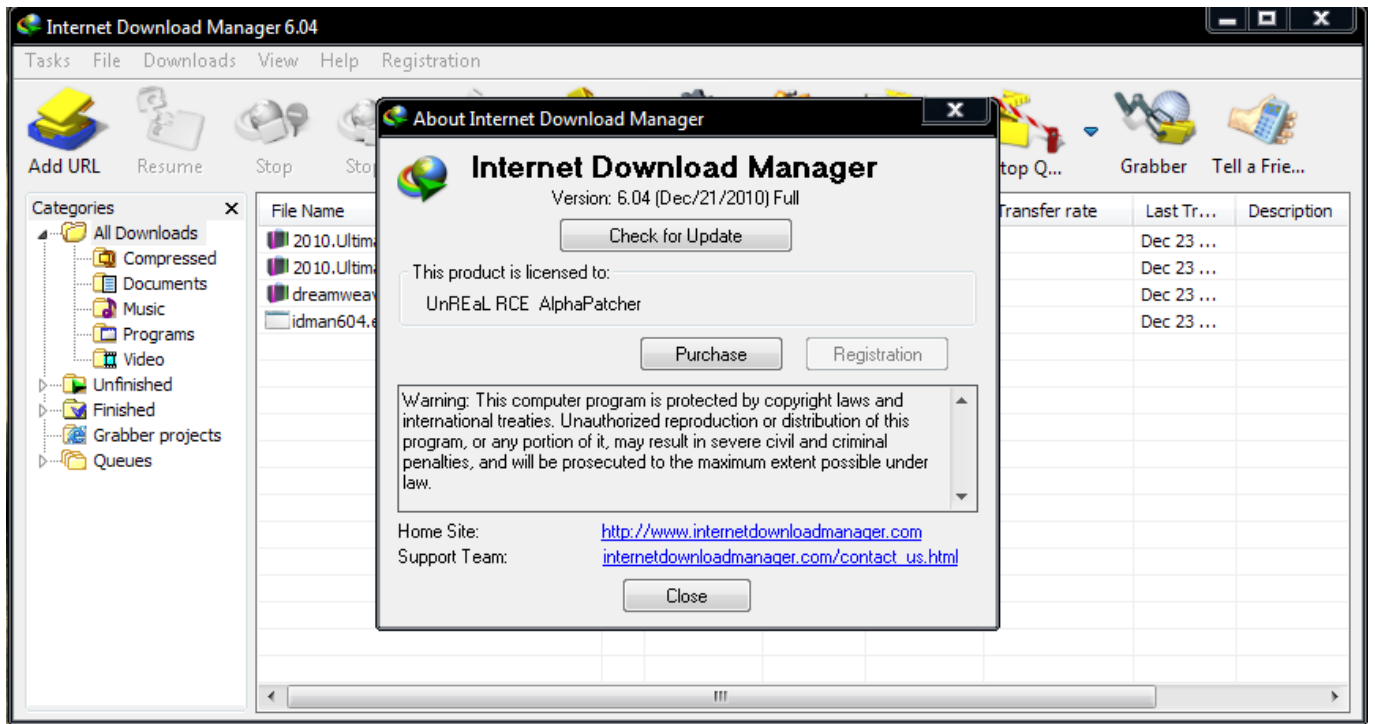 Internet Download Manager 6.04
Tasks File Downloads View Help Registration
Add URL Resume Stop Sto top Q... Grabber Tell a Frie...
About Internet Download Manager
Internet Download Manager
Version: 6.04 (Dec/21/2010) Full
Check for Update
This product is licensed to:
UnREaL RCE AlphaPatcher
Purchase Registration
Warning: This computer program is protected by copyright laws and
international treaties. Unauthorized reproduction or distribution of this
program, or any portion of it, may result in severe civil and criminal
penalties, and will be prosecuted to the maximum extent possible under
law.
Home Site: http://www.internetdownloadmanager.com
Support Team: internetdownloadmanager.com/contact_us.html
Close
Categories
All Downloads
Compressed
Documents
Music
Programs
Video
Unfinished
Finished
Grabber projects
Queues
File Name Transfer rate Last Tr... Description
2010.Ultima Dec 23 ...
2010.Ultima Dec 23 ...
dreamweav Dec 23 ...
idman604.e Dec 23 ...